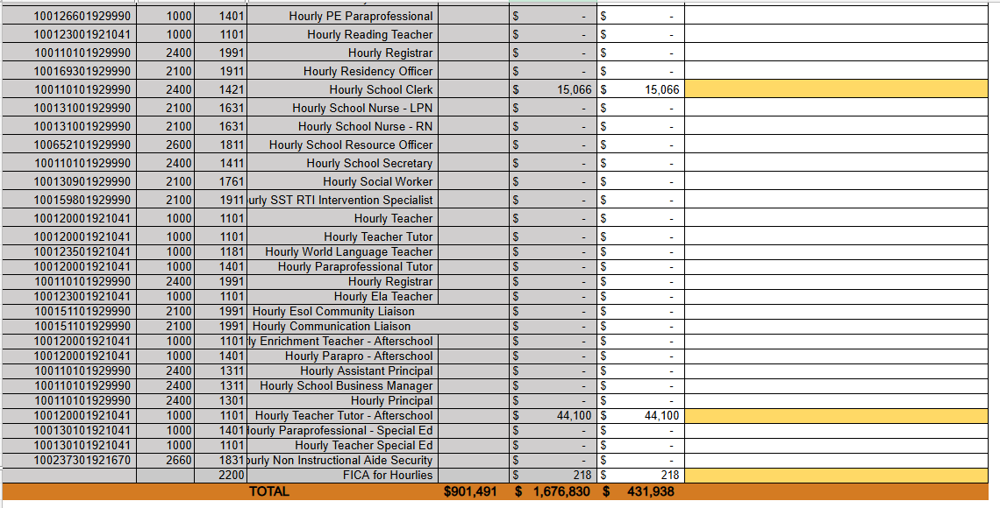 100126601929990 1000 1401 Hourly PE Paraprofessional $ - $ -
100123001921041 1000 1101 Hourly Reading Teacher $ - $ -
100110101929990 2400 1991 Hourly Registrar $ - $ -
100169301929990 2100 1911 Hourly Residency Officer $ - $ -
100110101929990 2400 1421 Hourly School Clerk $ 15,066 $ 15,066
100131001929990 2100 1631 Hourly School Nurse - LPN $ - $ -
100131001929990 2100 1631 Hourly School Nurse - RN $ - $ -
100652101929990 2600 1811 Hourly School Resource Officer $ - $ -
100110101929990 2400 1411 Hourly School Secretary $ - $ -
100130901929990 2100 1761 Hourly Social Worker $ - $ -
100159801929990 2100 1911 urly SST RTI Intervention Specialist $ - $ -
100120001921041 1000 1101 Hourly Teacher $ - $ -
100120001921041 1000 1101 Hourly Teacher Tutor $ - $ -
100123501921041 1000 1181 Hourly World Language Teacher $ - $ -
100120001921041 1000 1401 Hourly Paraprofessional Tutor $ - $ -
100110101929990 2400 1991 Hourly Registrar $ - $ -
100123001921041 1000 1101 Hourly Ela Teacher $ - $ -
100151101929990 2100 1991 Hourly Esol Community Liaison $ - $ -
100151101929990 2100 1991 Hourly Communication Liaison $ - $ -
100120001921041 1000 1101 ly Enrichment Teacher - Afterschool $ - $ -
100120001921041 1000 1401 Hourly Parapro - Afterschool $ - $ -
100110101929990 2400 1311 Hourly Assistant Principal $ - $ -
100110101929990 2400 1311 Hourly School Business Manager $ - $ -
100110101929990 2400 1301 Hourly Principal $ - $ -
100120001921041 1000 1101 Hourly Teacher Tutor - Afterschool $ 44,100 $ 44,100
100130101921041 1000 1401 Hourly Paraprofessional - Special Ed $ - $ -
100130101921041 1000 1101 Hourly Teacher Special Ed $ - $ -
100237301921670 2660 1831 ourly Non Instructional Aide Security $ - $ -
2200 FICA for Hourlies $ 218 $ 218
TOTAL $901,491 $ 1,676,830 $ 431,938